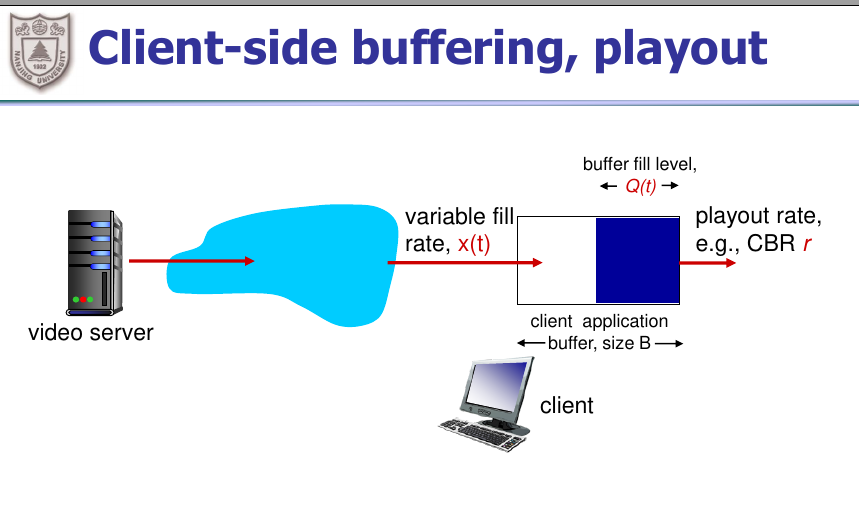 Client-side buffering, playout
NANJING UNIVERSITY
1902
buffer fill level,
Q(t)
variable fill
rate, x(t)
playout rate,
e.g., CBR r
client application
buffer, size B
video server
client